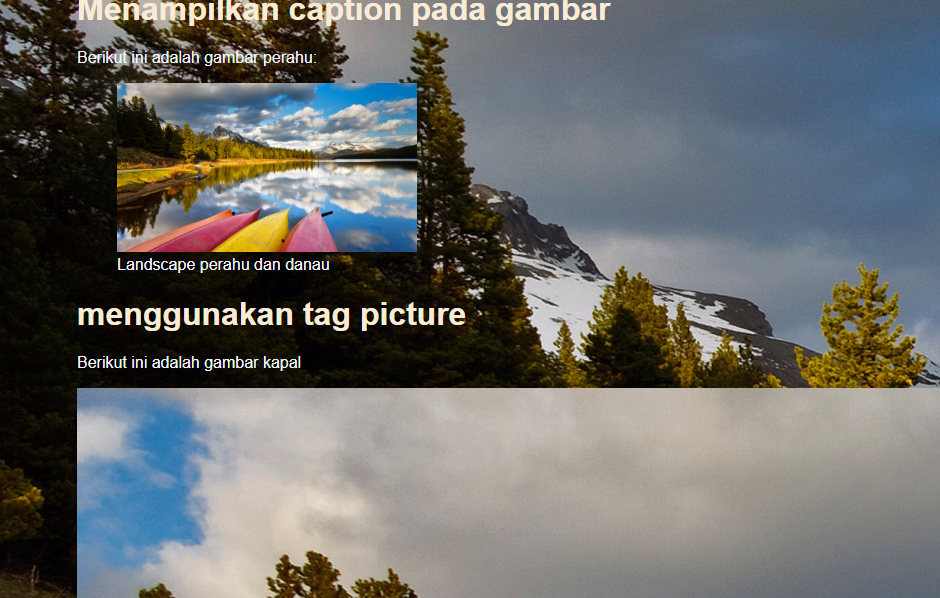 Menampilkan caption pada gambar
Berikut ini adalah gambar perahu:
Landscape perahu dan danau
menggunakan tag picture
Berikut ini adalah gambar kapal